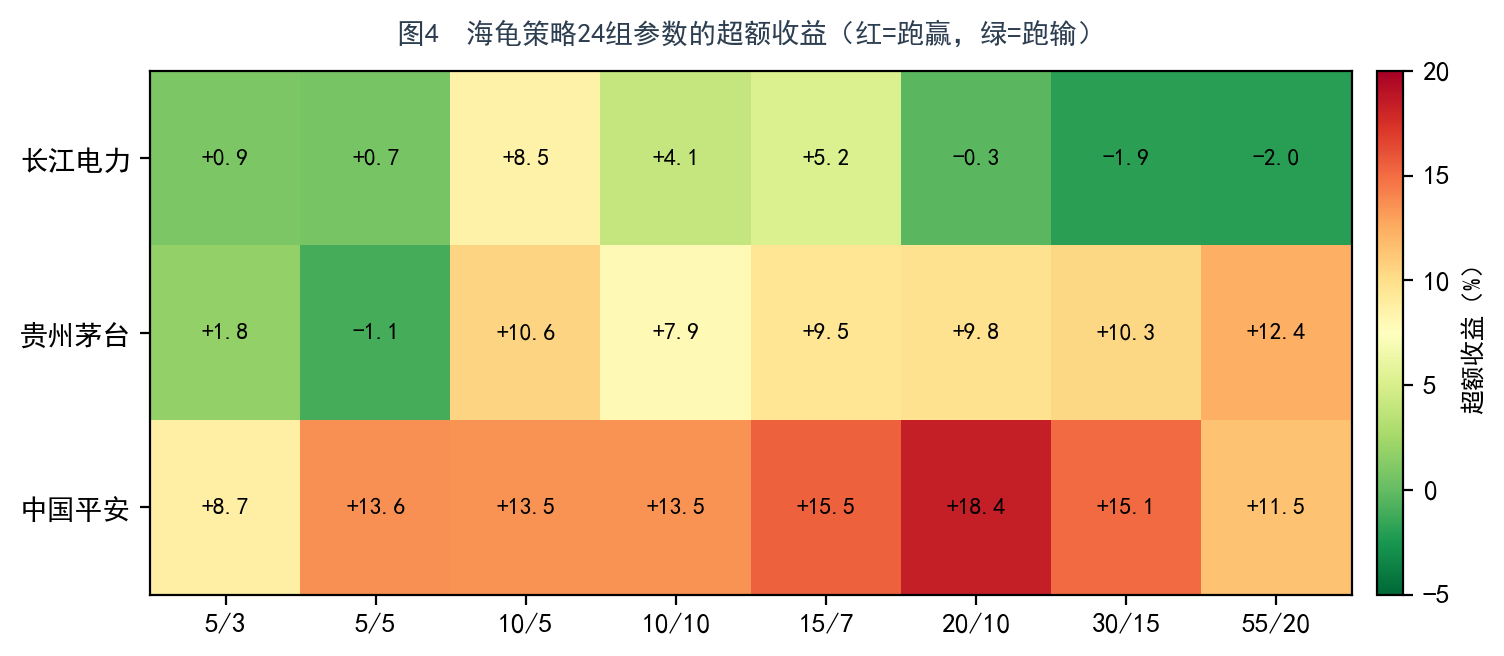 图4　海龟策略24组参数的超额收益（红=跑赢，绿=跑输）
长江电力 +0.9 +0.7 +8.5 +4.1 +5.2 −0.3 −1.9 −2.0
贵州茅台 +1.8 −1.1 +10.6 +7.9 +9.5 +9.8 +10.3 +12.4
中国平安 +8.7 +13.6 +13.5 +13.5 +15.5 +18.4 +15.1 +11.5
5/3 5/5 10/5 10/10 15/7 20/10 30/15 55/20
20
15
10
5
0
−5
超额收益（%）